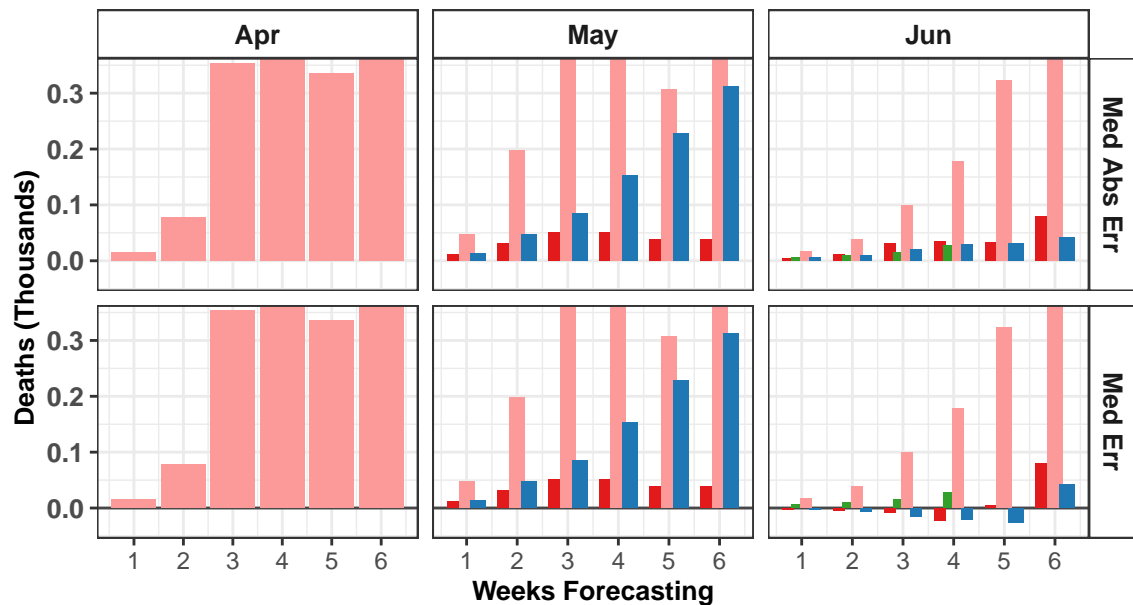 Apr May Jun
Deaths (Thousands)
0.3
0.2
0.1
0.0
Med Abs Err
0.3
0.2
0.1
0.0
Med Err
1 2 3 4 5 6 1 2 3 4 5 6 1 2 3 4 5 6
Weeks Forecasting